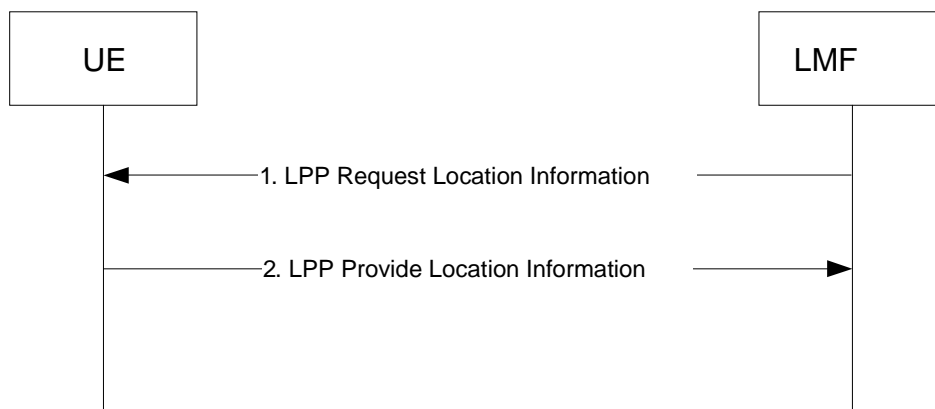 UE
LMF
1. LPP Request Location Information
2. LPP Provide Location Information